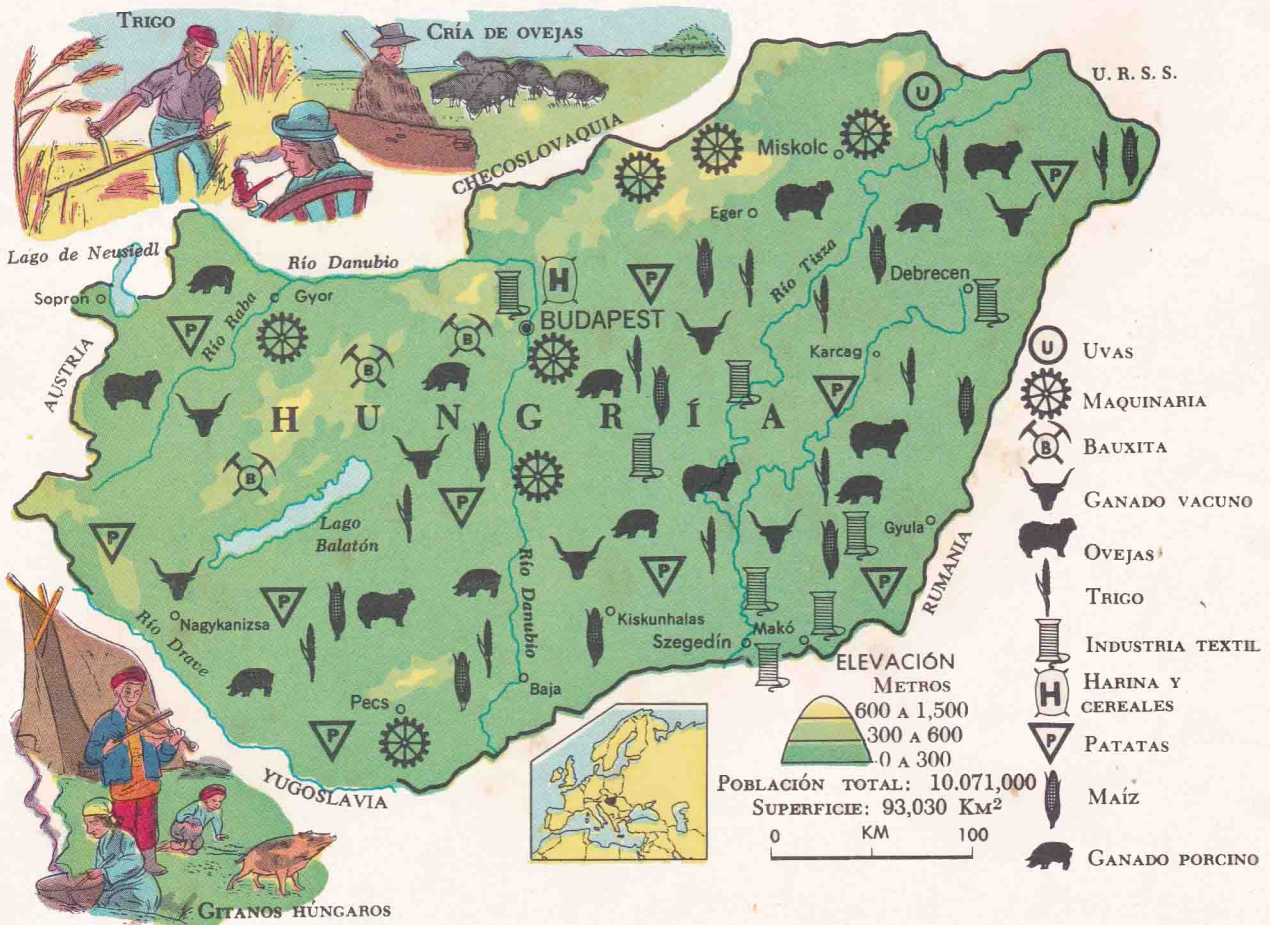 TRIGO
CRÍA DE OVEJAS
U. R. S. S.
U
CHECOSLOVAQUIA
Miskolc
P
Eger
Lago de Neusiedl
Río Danubio
Río Tisza
Debrecen
Sopron
Río Raba
Gyor
H
P
P
BUDAPEST
AUSTRIA
B
B
Karcag
P
HUNGRÍA
B
P
Lago
Balatón
P
Gyula
RUMANIA
P
P
P
Nagykanizsa
Río Drave
Río Danubio
Kiskunhalas
Szegedín
Makó
Baja
Pecs
P
YUGOSLAVIA
GITANOS HÚNGAROS
ELEVACIÓN
METROS
600 A 1,500
300 A 600
0 A 300
POBLACIÓN TOTAL: 10.071,000
SUPERFICIE: 93,030 KM²
0 KM 100
U UVAS
MAQUINARIA
B BAUXITA
GANADO VACUNO
OVEJAS
TRIGO
INDUSTRIA TEXTIL
H HARINA Y
CEREALES
P PATATAS
MAÍZ
GANADO PORCINO